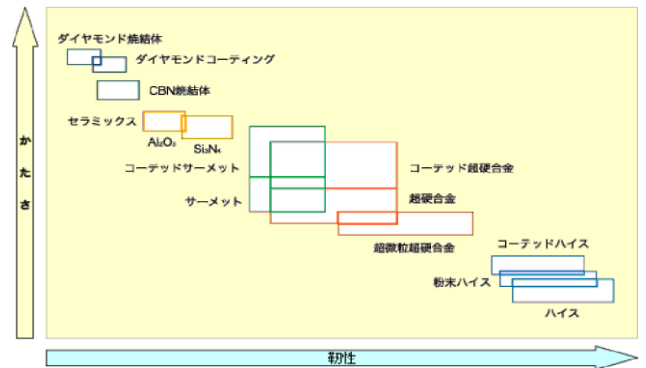 ダイヤモンド焼結体
ダイヤモンドコーティング
CBN焼結体
セラミックス
Al₂O₃
Si₃N₄
コーテッドサーメット
コーテッド超硬合金
サーメット
超硬合金
超微粒超硬合金
コーテッドハイス
粉末ハイス
ハイス
かたさ
靭性